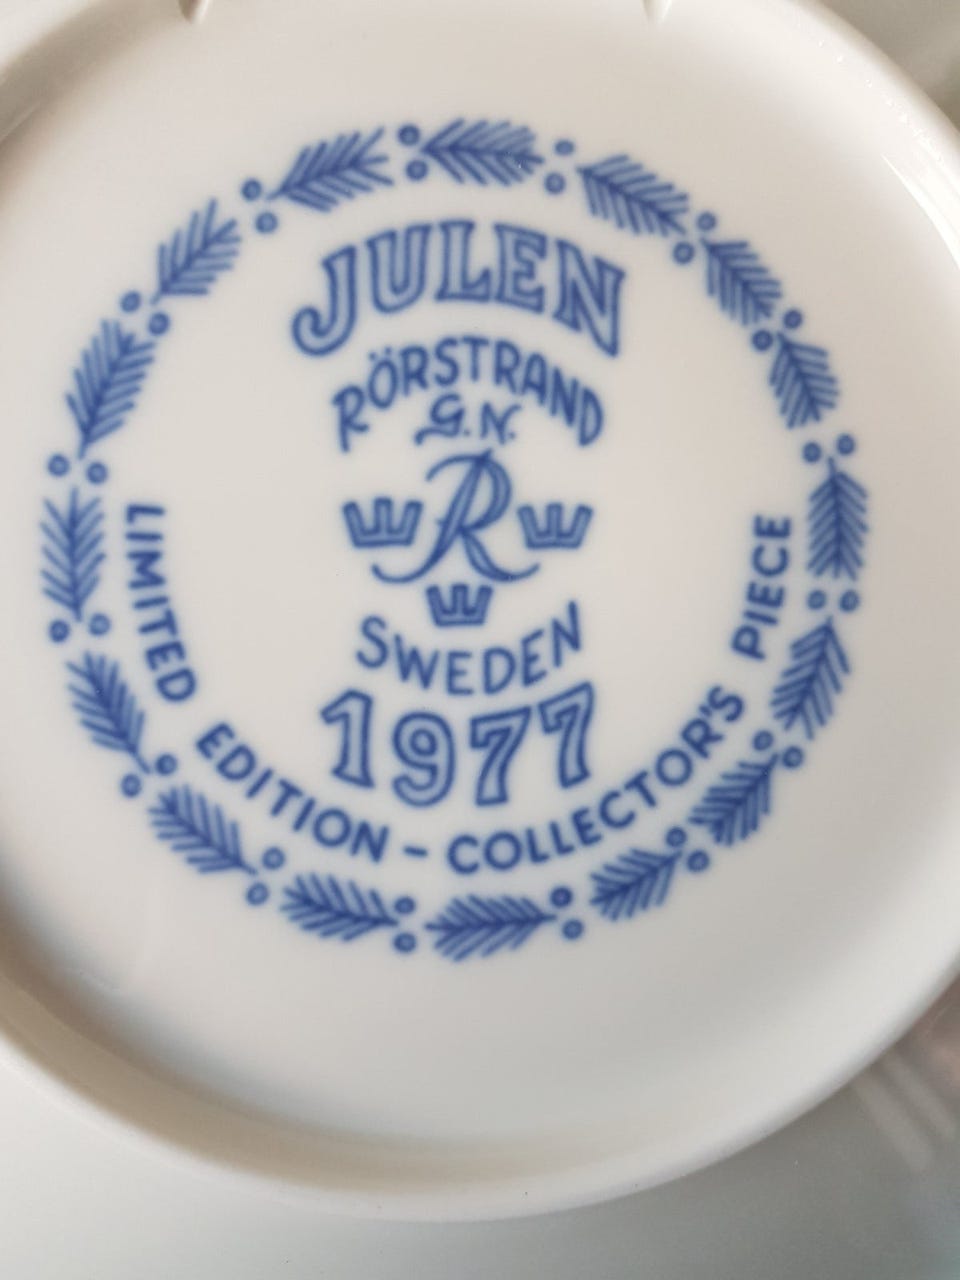 JULEN
RÖRSTRAND
G.N.
R
SWEDEN
1977
LIMITED EDITION - COLLECTOR'S PIECE